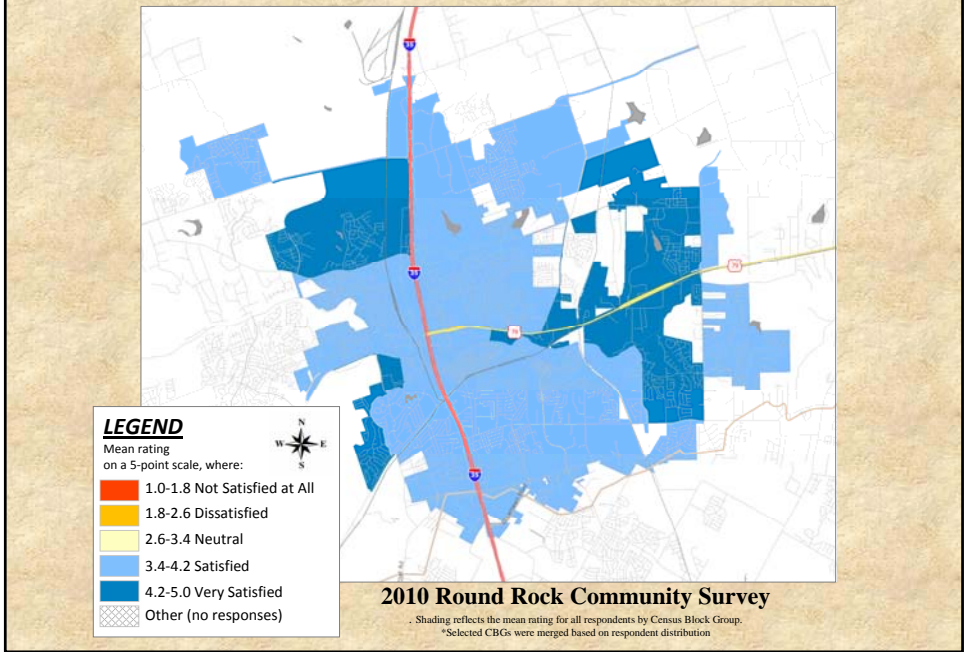 35
35
79
79
35
LEGEND
Mean rating
on a 5-point scale, where:
N
W E
S
1.0-1.8 Not Satisfied at All
1.8-2.6 Dissatisfied
2.6-3.4 Neutral
3.4-4.2 Satisfied
4.2-5.0 Very Satisfied
Other (no responses)
2010 Round Rock Community Survey
. Shading reflects the mean rating for all respondents by Census Block Group.
*Selected CBGs were merged based on respondent distribution